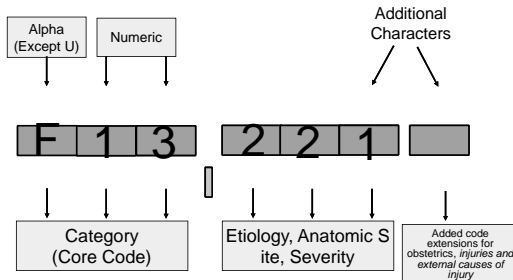 Additional
Characters
Alpha
(Except U)
Numeric
F 1 3 2 2 1
Category
(Core Code)
Etiology, Anatomic S
ite, Severity
Added code
extensions for
obstetrics, injuries and
external causes of
injury